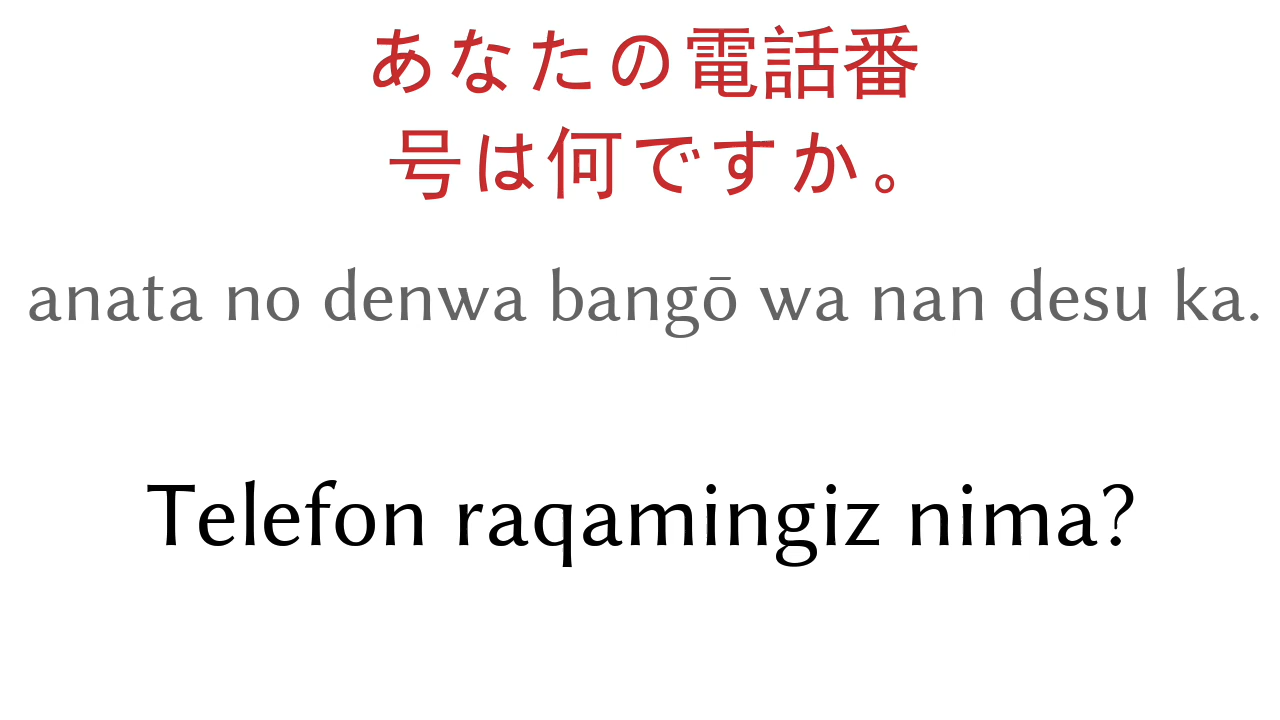 あなたの電話番
号は何ですか。
anata no denwa bangō wa nan desu ka.
Telefon raqamingiz nima?